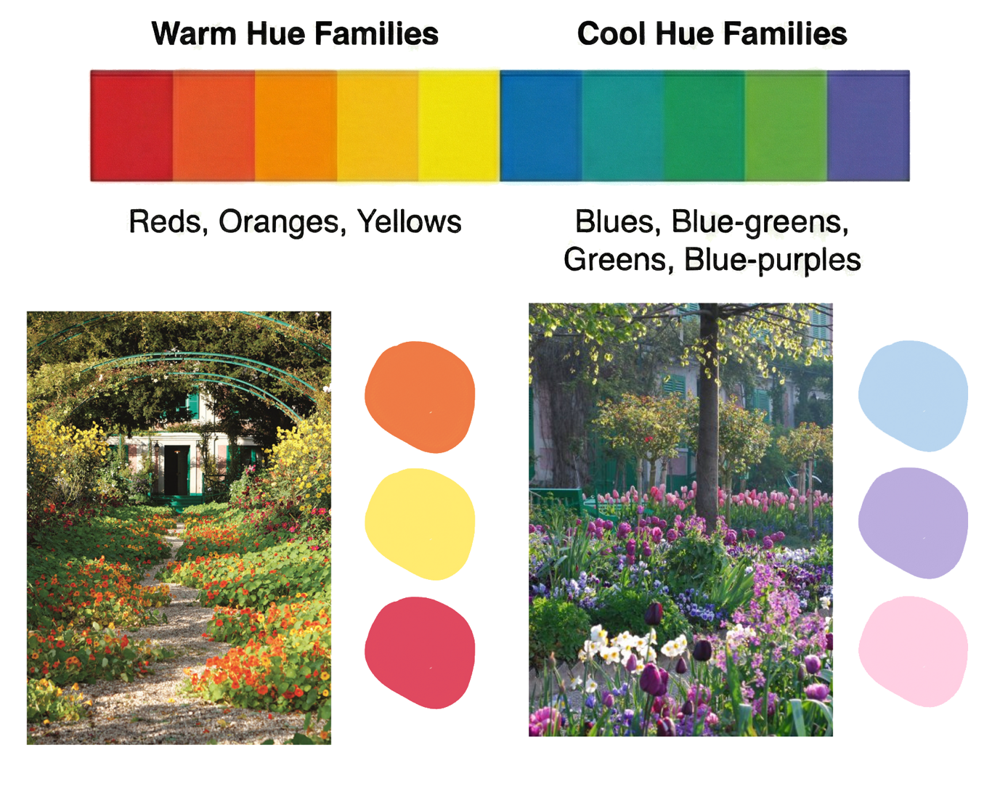 Warm Hue Families
Cool Hue Families
Reds, Oranges, Yellows
Blues, Blue-greens,
Greens, Blue-purples